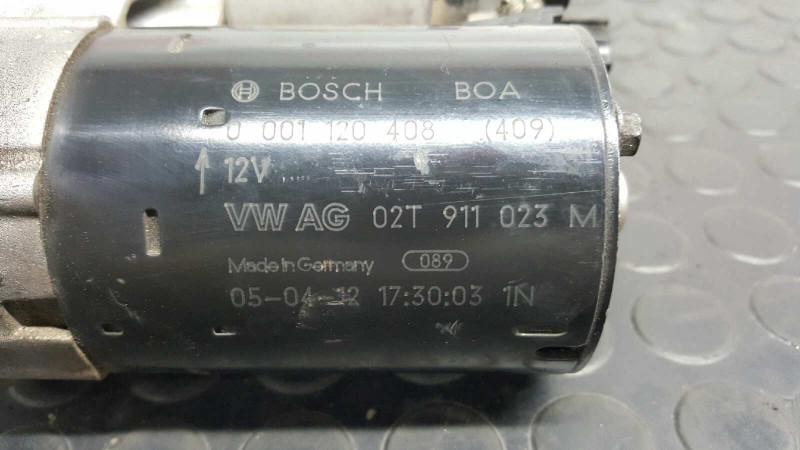 BOSCH BOA
0 001 120 408 (409)
12V
VW AG 02T 911 023 M
Made in Germany 089
05-04-12 17:30:03 1N